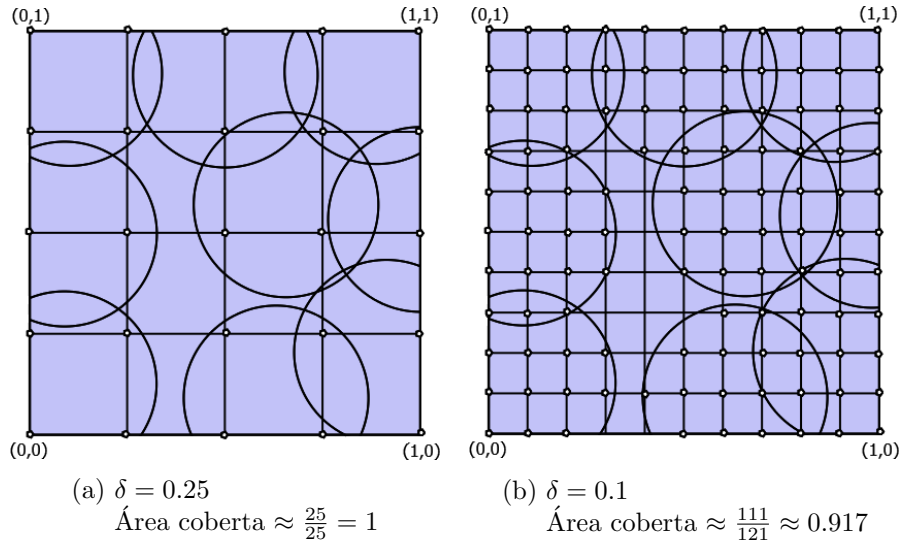 (0,1)
(1,1)
(0,0)
(1,0)
(a) δ = 0.25
Área coberta ≈ 25/25 = 1
(0,1)
(1,1)
(0,0)
(1,0)
(b) δ = 0.1
Área coberta ≈ 111/121 ≈ 0.917